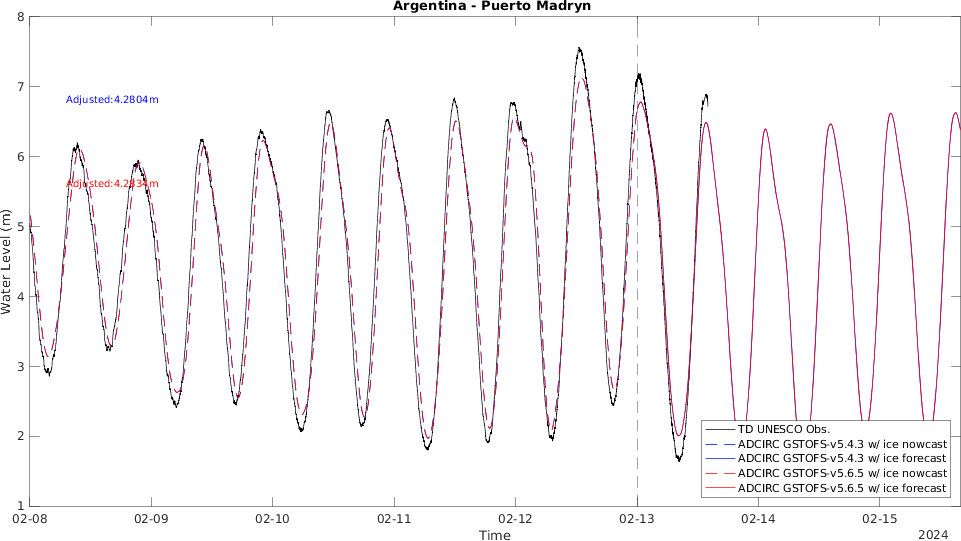 Argentina - Puerto Madryn
8
7
6
5
4
3
2
1
Water Level (m)
Adjusted:4.2804m
Adjusted:4.2834m
TD UNESCO Obs.
ADCIRC GSTOFS-v5.4.3 w/ ice nowcast
ADCIRC GSTOFS-v5.4.3 w/ ice forecast
ADCIRC GSTOFS-v5.6.5 w/ ice nowcast
ADCIRC GSTOFS-v5.6.5 w/ ice forecast
02-08 02-09 02-10 02-11 02-12 02-13 02-14 02-15
Time
2024